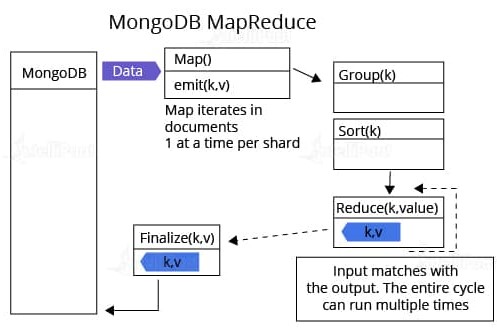 MongoDB MapReduce
MongoDB
Data
Map()
emit(k,v)
Map iterates in
documents
1 at a time per shard
Group(k)
Sort(k)
Reduce(k,value)
k,v
Finalize(k,v)
k,v
Input matches with
the output. The entire cycle
can run multiple times